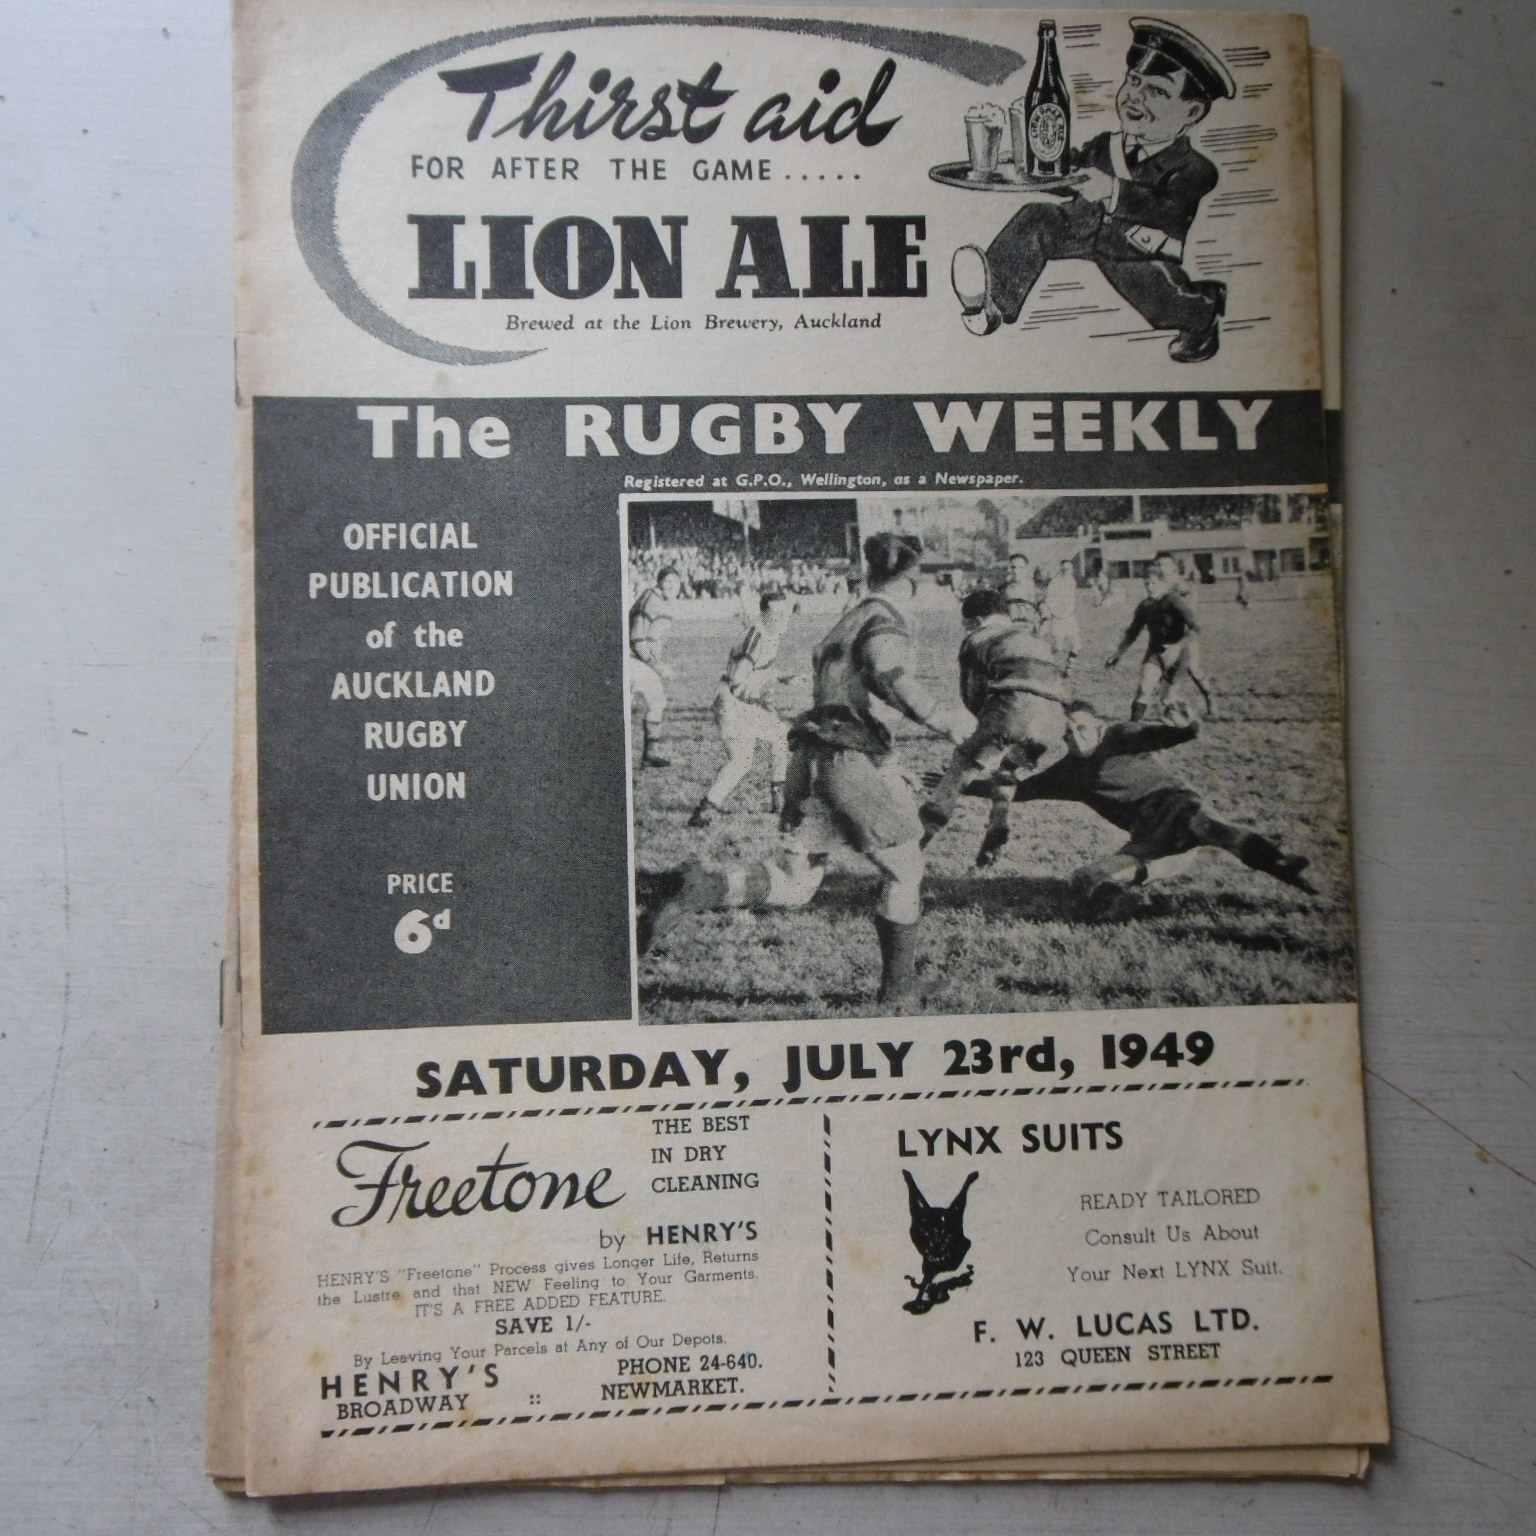 Thirst aid
FOR AFTER THE GAME.....
LION ALE
Brewed at the Lion Brewery, Auckland
The RUGBY WEEKLY
Registered at G.P.O., Wellington, as a Newspaper.
OFFICIAL
PUBLICATION
of the
AUCKLAND
RUGBY
UNION
PRICE
6d
SATURDAY, JULY 23rd, 1949
Freetone
THE BEST
IN DRY
CLEANING
by HENRY'S
HENRY'S "Freetone" Process gives Longer Life, Returns
the Lustre and that NEW Feeling to Your Garments.
IT'S A FREE ADDED FEATURE.
SAVE 1/-
By Leaving Your Parcels at Any of Our Depots.
HENRY'S PHONE 24-640.
BROADWAY :: NEWMARKET.
LYNX SUITS
READY TAILORED
Consult Us About
Your Next LYNX Suit.
F. W. LUCAS LTD.
123 QUEEN STREET